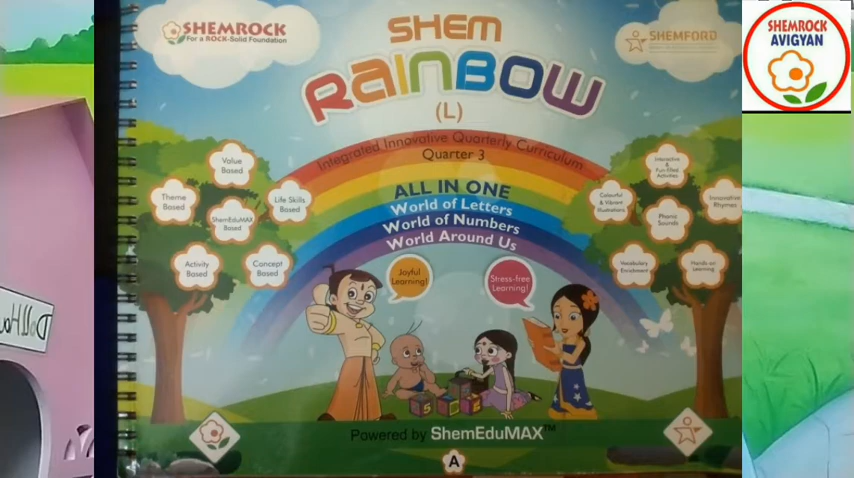 SHEMROCK
For a ROCK-Solid Foundation
SHEM
RAINBOW
(L)
SHEMFORD
SHEMROCK
AVIGYAN
Integrated Innovative Quarterly Curriculum
Quarter 3
ALL IN ONE
World of Letters
World of Numbers
World Around Us
Value
Based
Theme
Based
Life Skills
Based
ShemEduMAX
Based
Activity
Based
Concept
Based
Interactive
&
Fun-filled
Activities
Colourful
& Vibrant
Illustrations
Innovative
Rhymes
Phonic
Sounds
Vocabulary
Enrichment
Hands-on
Learning
Joyful
Learning!
Stress-free
Learning!
Powered by ShemEduMAX™
A